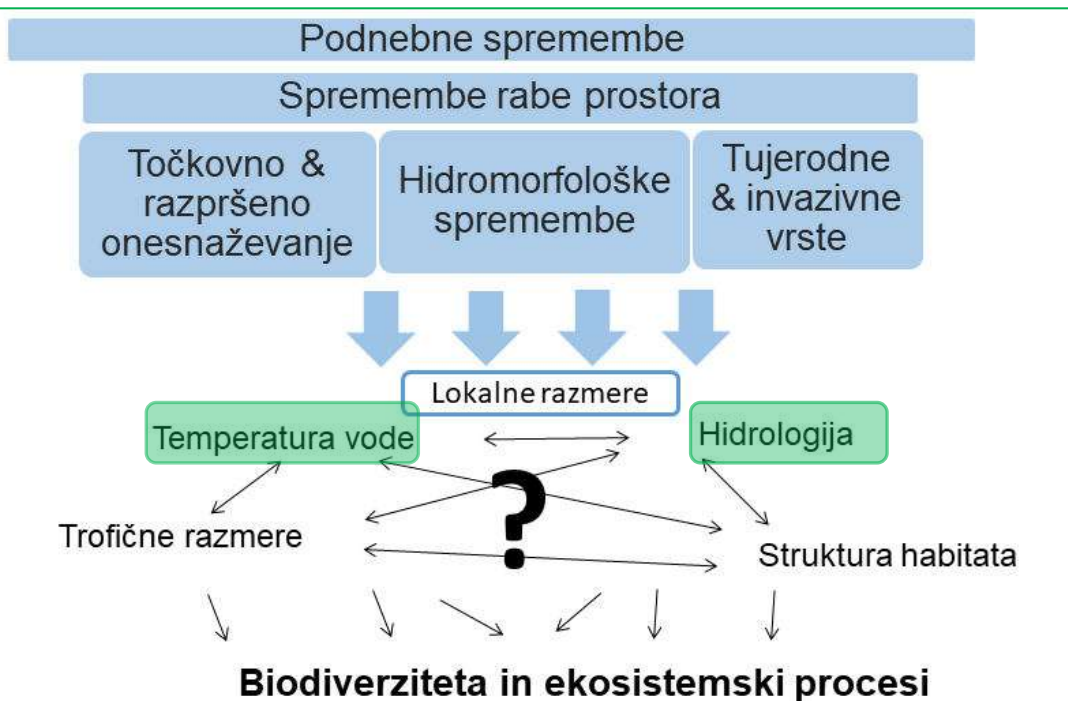 Podnebne spremembe
Spremembe rabe prostora
Točkovno &
razpršeno
onesnaževanje
Hidromorfološke
spremembe
Tujerodne
& invazivne
vrste
Lokalne razmere
Temperatura vode
Hidrologija
?
Trofične razmere
Struktura habitata
Biodiverziteta in ekosistemski procesi